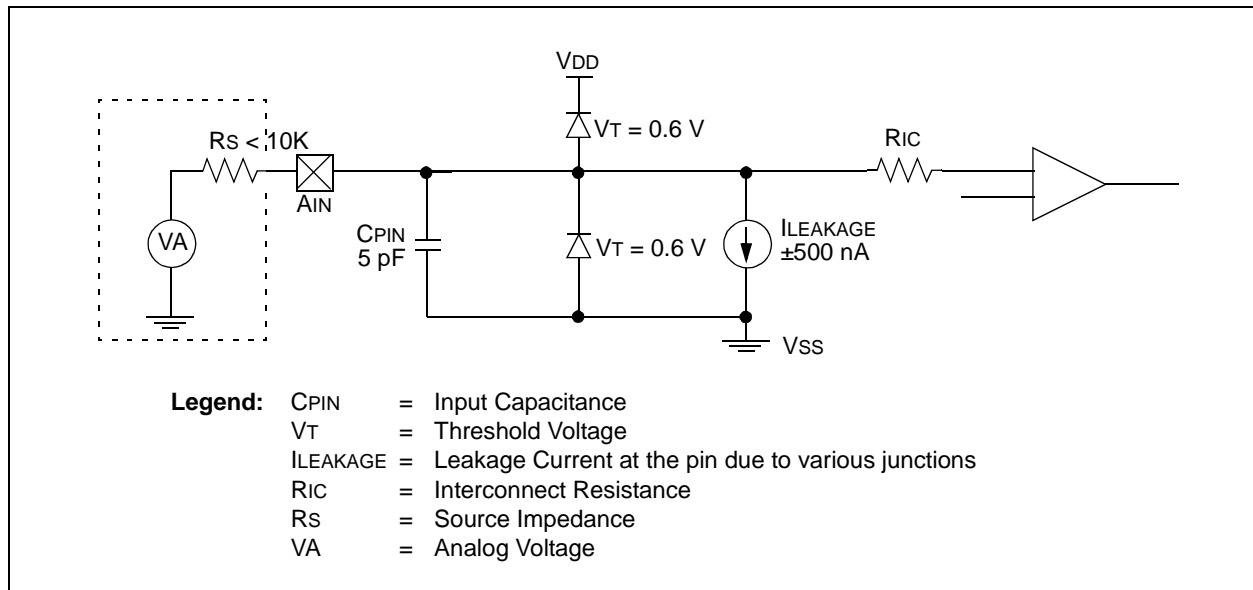 VDD
VT = 0.6 V
RS < 10K
RIC
AIN
VA
CPIN
5 pF
VT = 0.6 V
ILEAKAGE
±500 nA
VSS
Legend: CPIN = Input Capacitance
VT = Threshold Voltage
ILEAKAGE = Leakage Current at the pin due to various junctions
RIC = Interconnect Resistance
RS = Source Impedance
VA = Analog Voltage